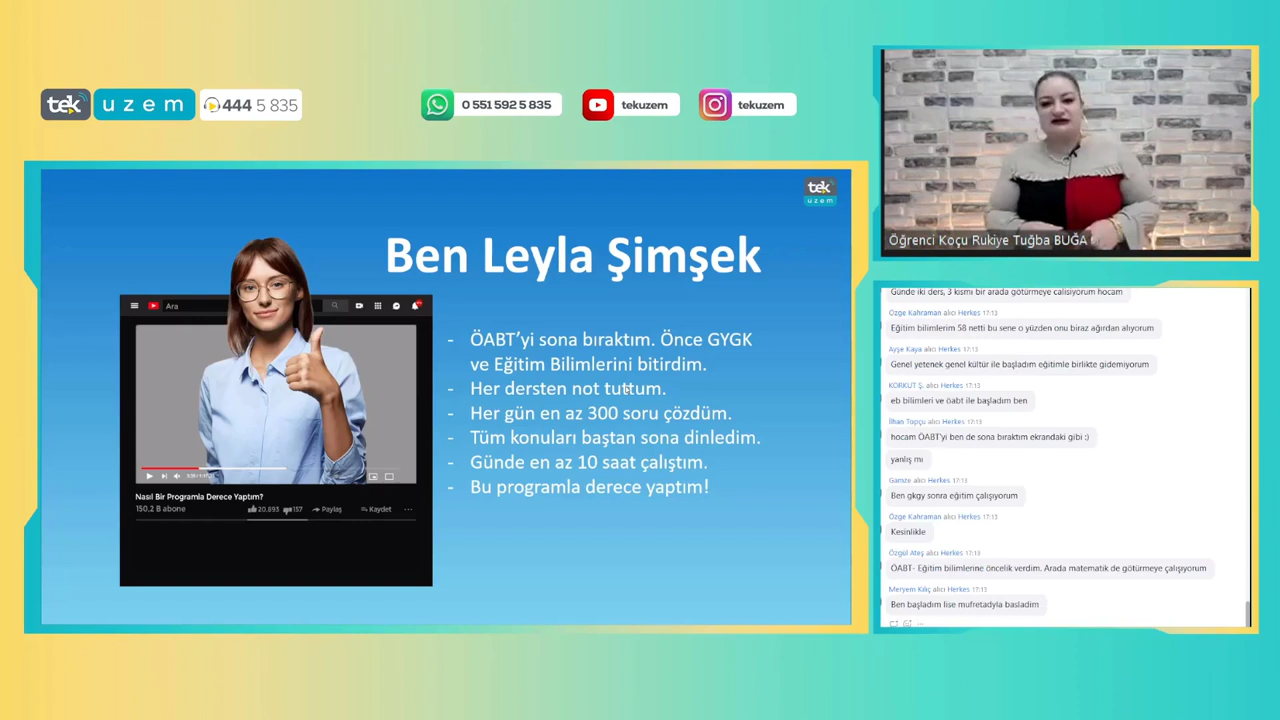 tek uzem 444 5 835
0 551 592 5 835
tekuzem
tekuzem
tek
uzem
Ben Leyla Şimşek
Ara
- ÖABT'yi sona bıraktım. Önce GYGK
ve Eğitim Bilimlerini bitirdim.
- Her dersten not tuttum.
- Her gün en az 300 soru çözdüm.
- Tüm konuları baştan sona dinledim.
- Günde en az 10 saat çalıştım.
- Bu programla derece yaptım!
Nasıl Bir Programla Derece Yaptım?
150,2 B abone
20.893
157
Paylaş
Kaydet
Öğrenci Koçu Rukiye Tuğba BUĞA
Günde iki ders, 3 kısmı bir arada götürmeye calisiyorum hocam
Özge Kahraman alıcı Herkes 17:13
Eğitim bilimlerim 58 netti bu sene o yüzden onu biraz ağırdan alıyorum
Ayşe Kaya alıcı Herkes 17:13
Genel yetenek genel kültür ile başladım eğitimle birlikte gidemiyorum
KORKUT Ş. alıcı Herkes 17:13
eb bilimleri ve öabt ile başladım ben
İlhan Topçu alıcı Herkes 17:13
hocam ÖABT'yi ben de sona bıraktım ekrandaki gibi :)
yanlış mı
Gamze alıcı Herkes 17:13
Ben gkgy sonra eğitim çalışıyorum
Özge Kahraman alıcı Herkes 17:13
Kesinlikle
Özgül Ateş alıcı Herkes 17:13
ÖABT- Eğitim bilimlerine öncelik verdim. Arada matematik de götürmeye çalışıyorum
Meryem Kılıç alıcı Herkes 17:13
Ben başladım lise mufretadyla basladim